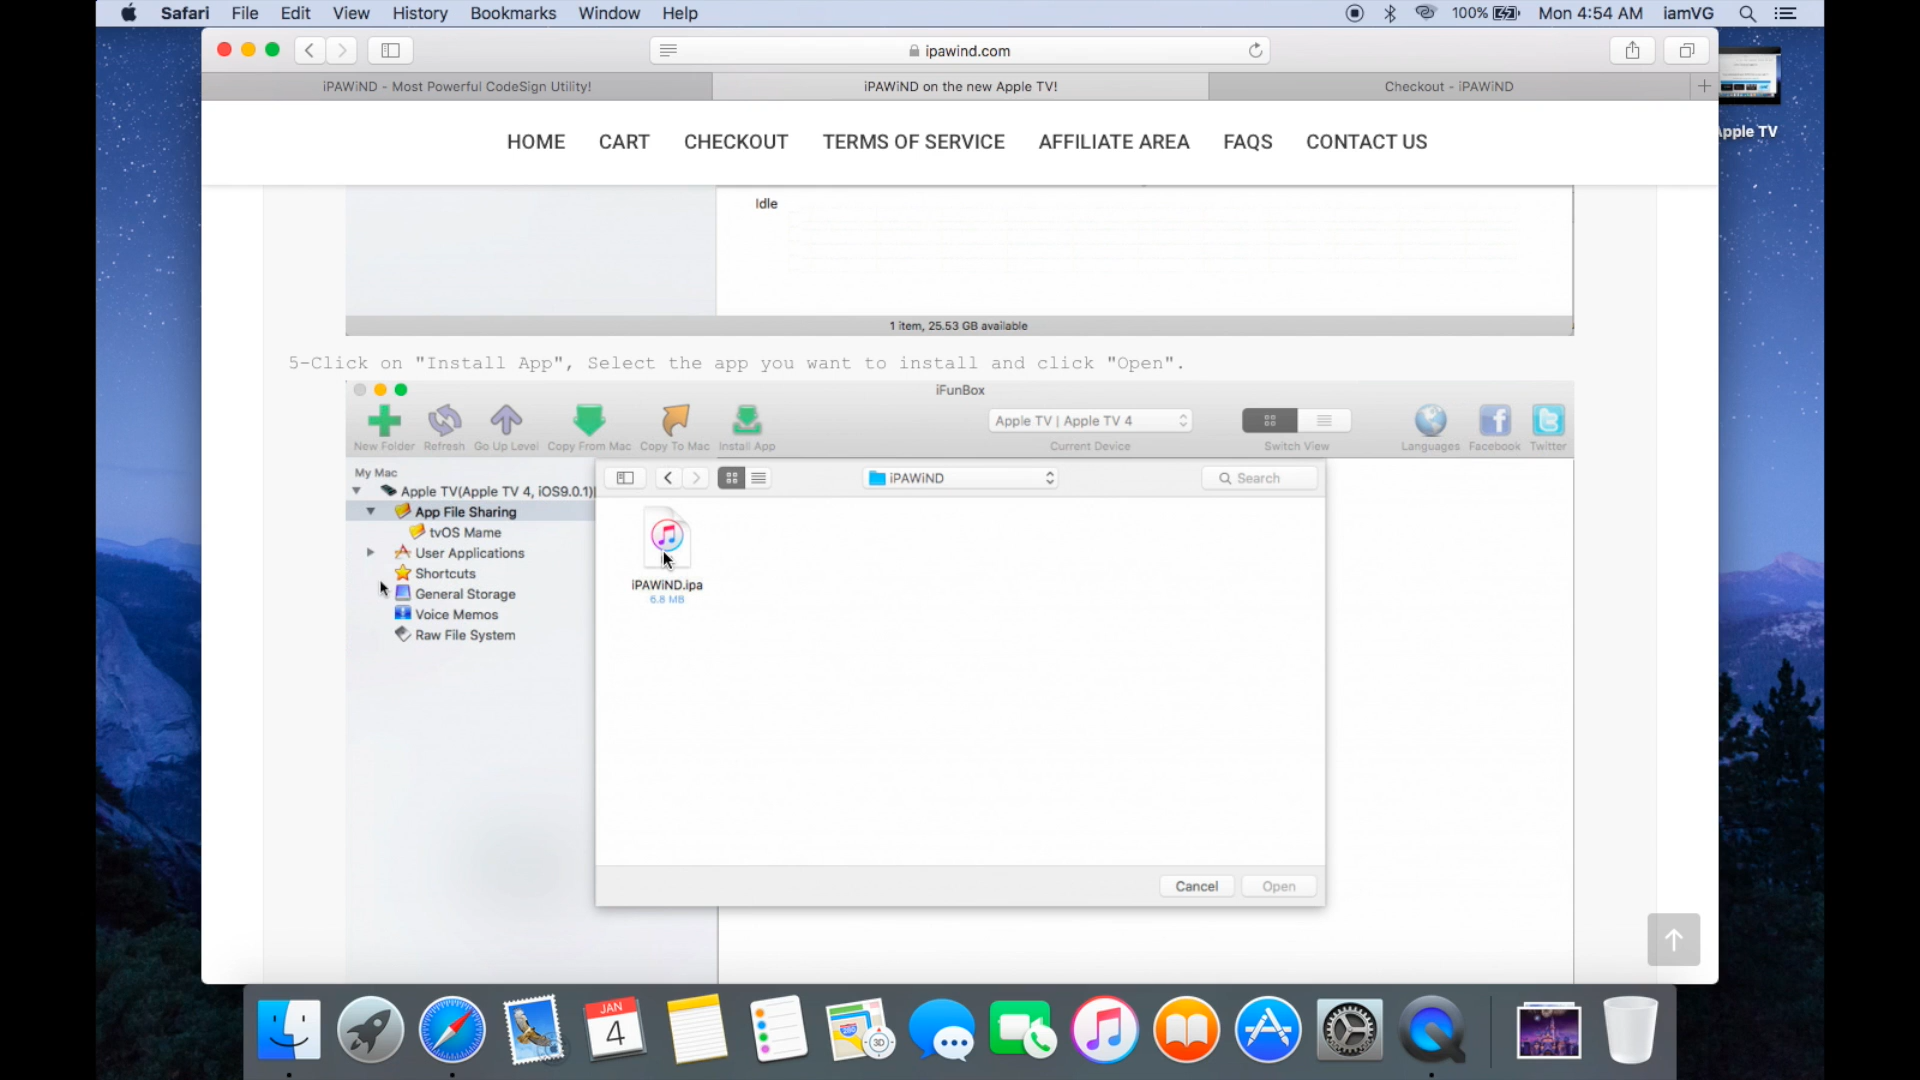 Safari File Edit View History Bookmarks Window Help 100% Mon 4:54 AM iamVG
ipawind.com
iPAWiND - Most Powerful CodeSign Utility! iPAWiND on the new Apple TV! Checkout - iPAWiND
Apple TV
HOME CART CHECKOUT TERMS OF SERVICE AFFILIATE AREA FAQS CONTACT US
Idle
1 item, 25.53 GB available
5-Click on "Install App", Select the app you want to install and click "Open".
iFunBox
Apple TV | Apple TV 4
New Folder Refresh Go Up Level Copy From Mac Copy To Mac Install App Current Device Switch View Languages Facebook Twitter
My Mac
iPAWiND
Search
Apple TV(Apple TV 4, iOS9.0.1)
App File Sharing
tvOS Mame
User Applications
Shortcuts
General Storage
Voice Memos
Raw File System
iPAWiND.ipa
6.8 MB
Cancel Open
JAN
4
280
3D